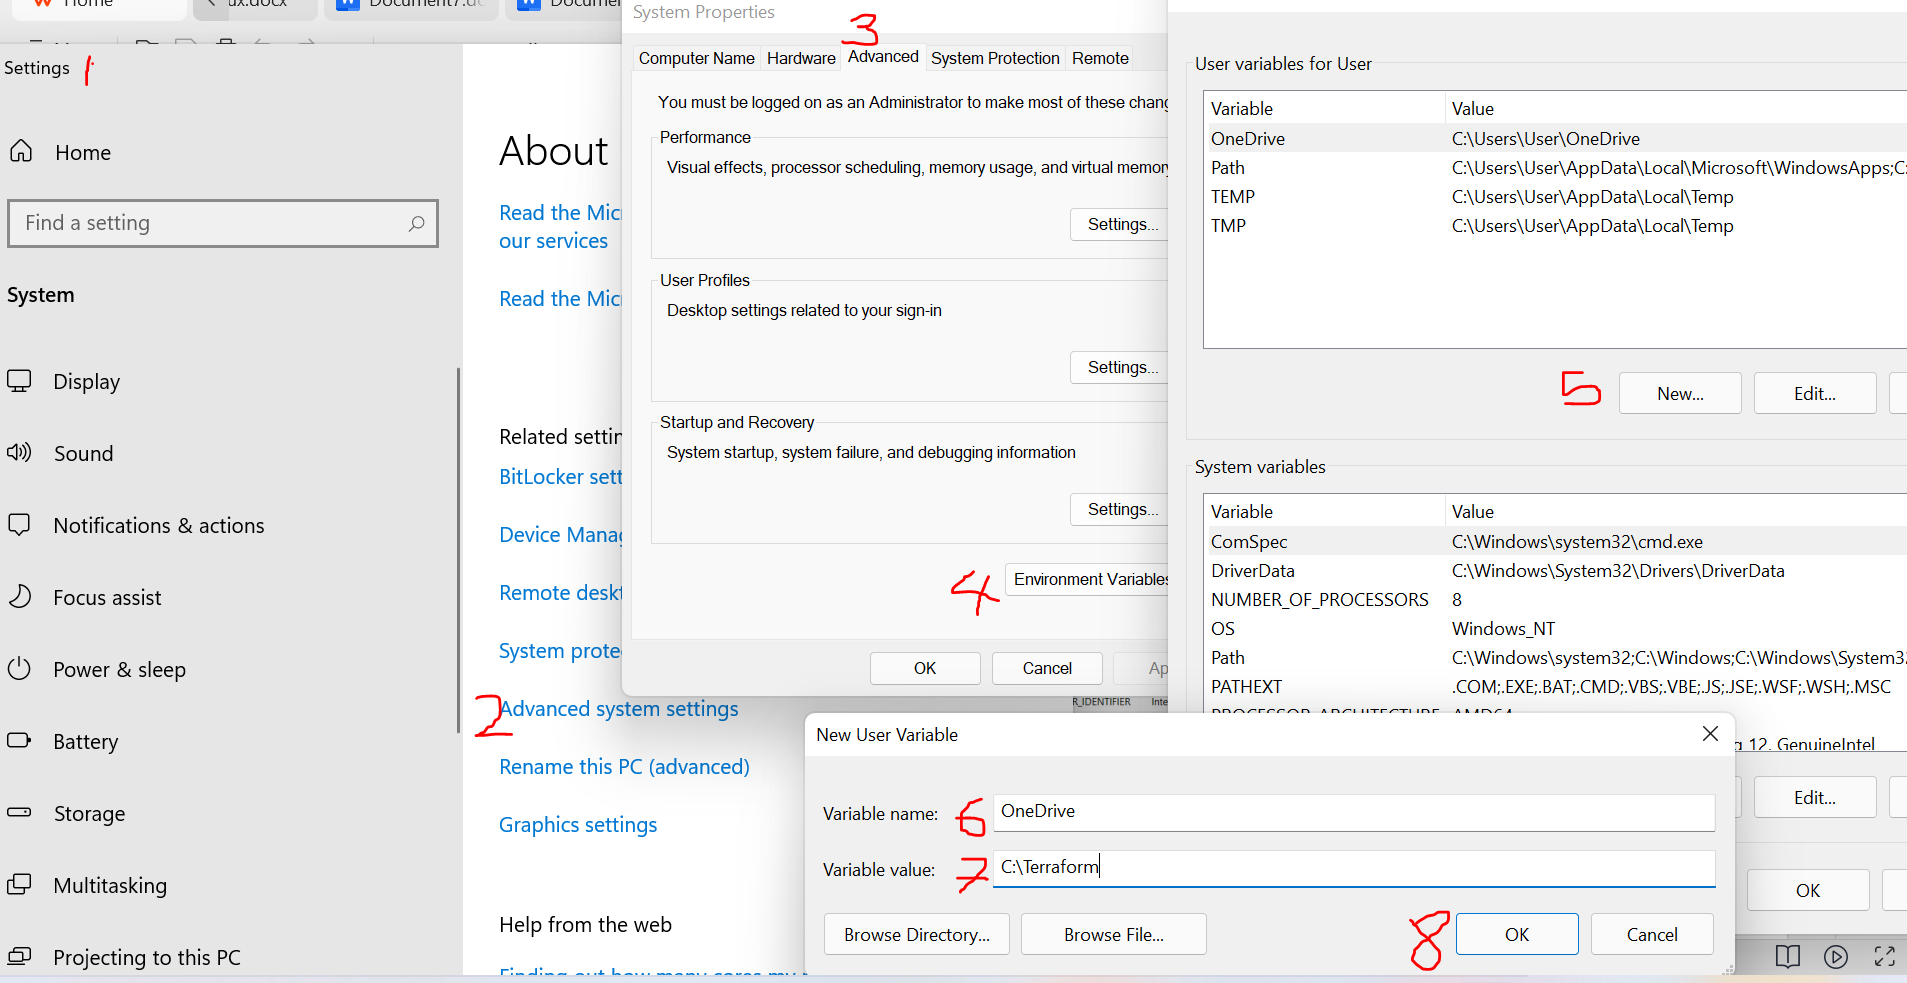 Home
ux.docx
Document7.dc
Documen
Settings 1
Home
Find a setting
System
Display
Sound
Notifications & actions
Focus assist
Power & sleep
Battery
Storage
Multitasking
Projecting to this PC
About
Read the Mic
our services
Read the Mic
Related settin
BitLocker sett
Device Manag
Remote deskt
System prote
2 Advanced system settings
Rename this PC (advanced)
Graphics settings
Help from the web
System Properties
3
Computer Name Hardware Advanced System Protection Remote
You must be logged on as an Administrator to make most of these chang
Performance
Visual effects, processor scheduling, memory usage, and virtual memory
Settings...
User Profiles
Desktop settings related to your sign-in
Settings...
Startup and Recovery
System startup, system failure, and debugging information
Settings...
4 Environment Variables
OK Cancel Ap
R_IDENTIFIER Inte
User variables for User
Variable Value
OneDrive C:\Users\User\OneDrive
Path C:\Users\User\AppData\Local\Microsoft\WindowsApps;C:
TEMP C:\Users\User\AppData\Local\Temp
TMP C:\Users\User\AppData\Local\Temp
5 New... Edit...
System variables
Variable Value
ComSpec C:\Windows\system32\cmd.exe
DriverData C:\Windows\System32\Drivers\DriverData
NUMBER_OF_PROCESSORS 8
OS Windows_NT
Path C:\Windows\system32;C:\Windows;C:\Windows\System32
PATHEXT .COM;.EXE;.BAT;.CMD;.VBS;.VBE;.JS;.JSE;.WSF;.WSH;.MSC
PROCESSOR_ARCHITECTURE AMD64
12, GenuineIntel
Edit...
OK
New User Variable
Variable name: 6 OneDrive
Variable value: 7 C:\Terraform
Browse Directory... Browse File... 8 OK Cancel